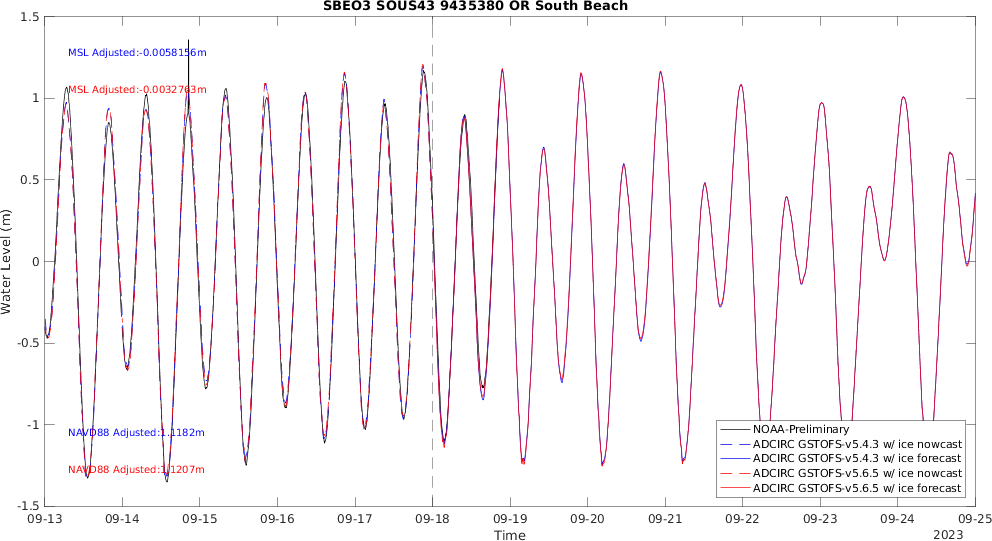 SBEO3 SOUS43 9435380 OR South Beach
MSL Adjusted:-0.0058156m
MSL Adjusted:-0.0032763m
NAVD88 Adjusted:1.1182m
NAVD88 Adjusted:1.1207m
Water Level (m)
1.5
1
0.5
0
-0.5
-1
-1.5
NOAA-Preliminary
ADCIRC GSTOFS-v5.4.3 w/ ice nowcast
ADCIRC GSTOFS-v5.4.3 w/ ice forecast
ADCIRC GSTOFS-v5.6.5 w/ ice nowcast
ADCIRC GSTOFS-v5.6.5 w/ ice forecast
09-13 09-14 09-15 09-16 09-17 09-18 09-19 09-20 09-21 09-22 09-23 09-24 09-25
Time
2023